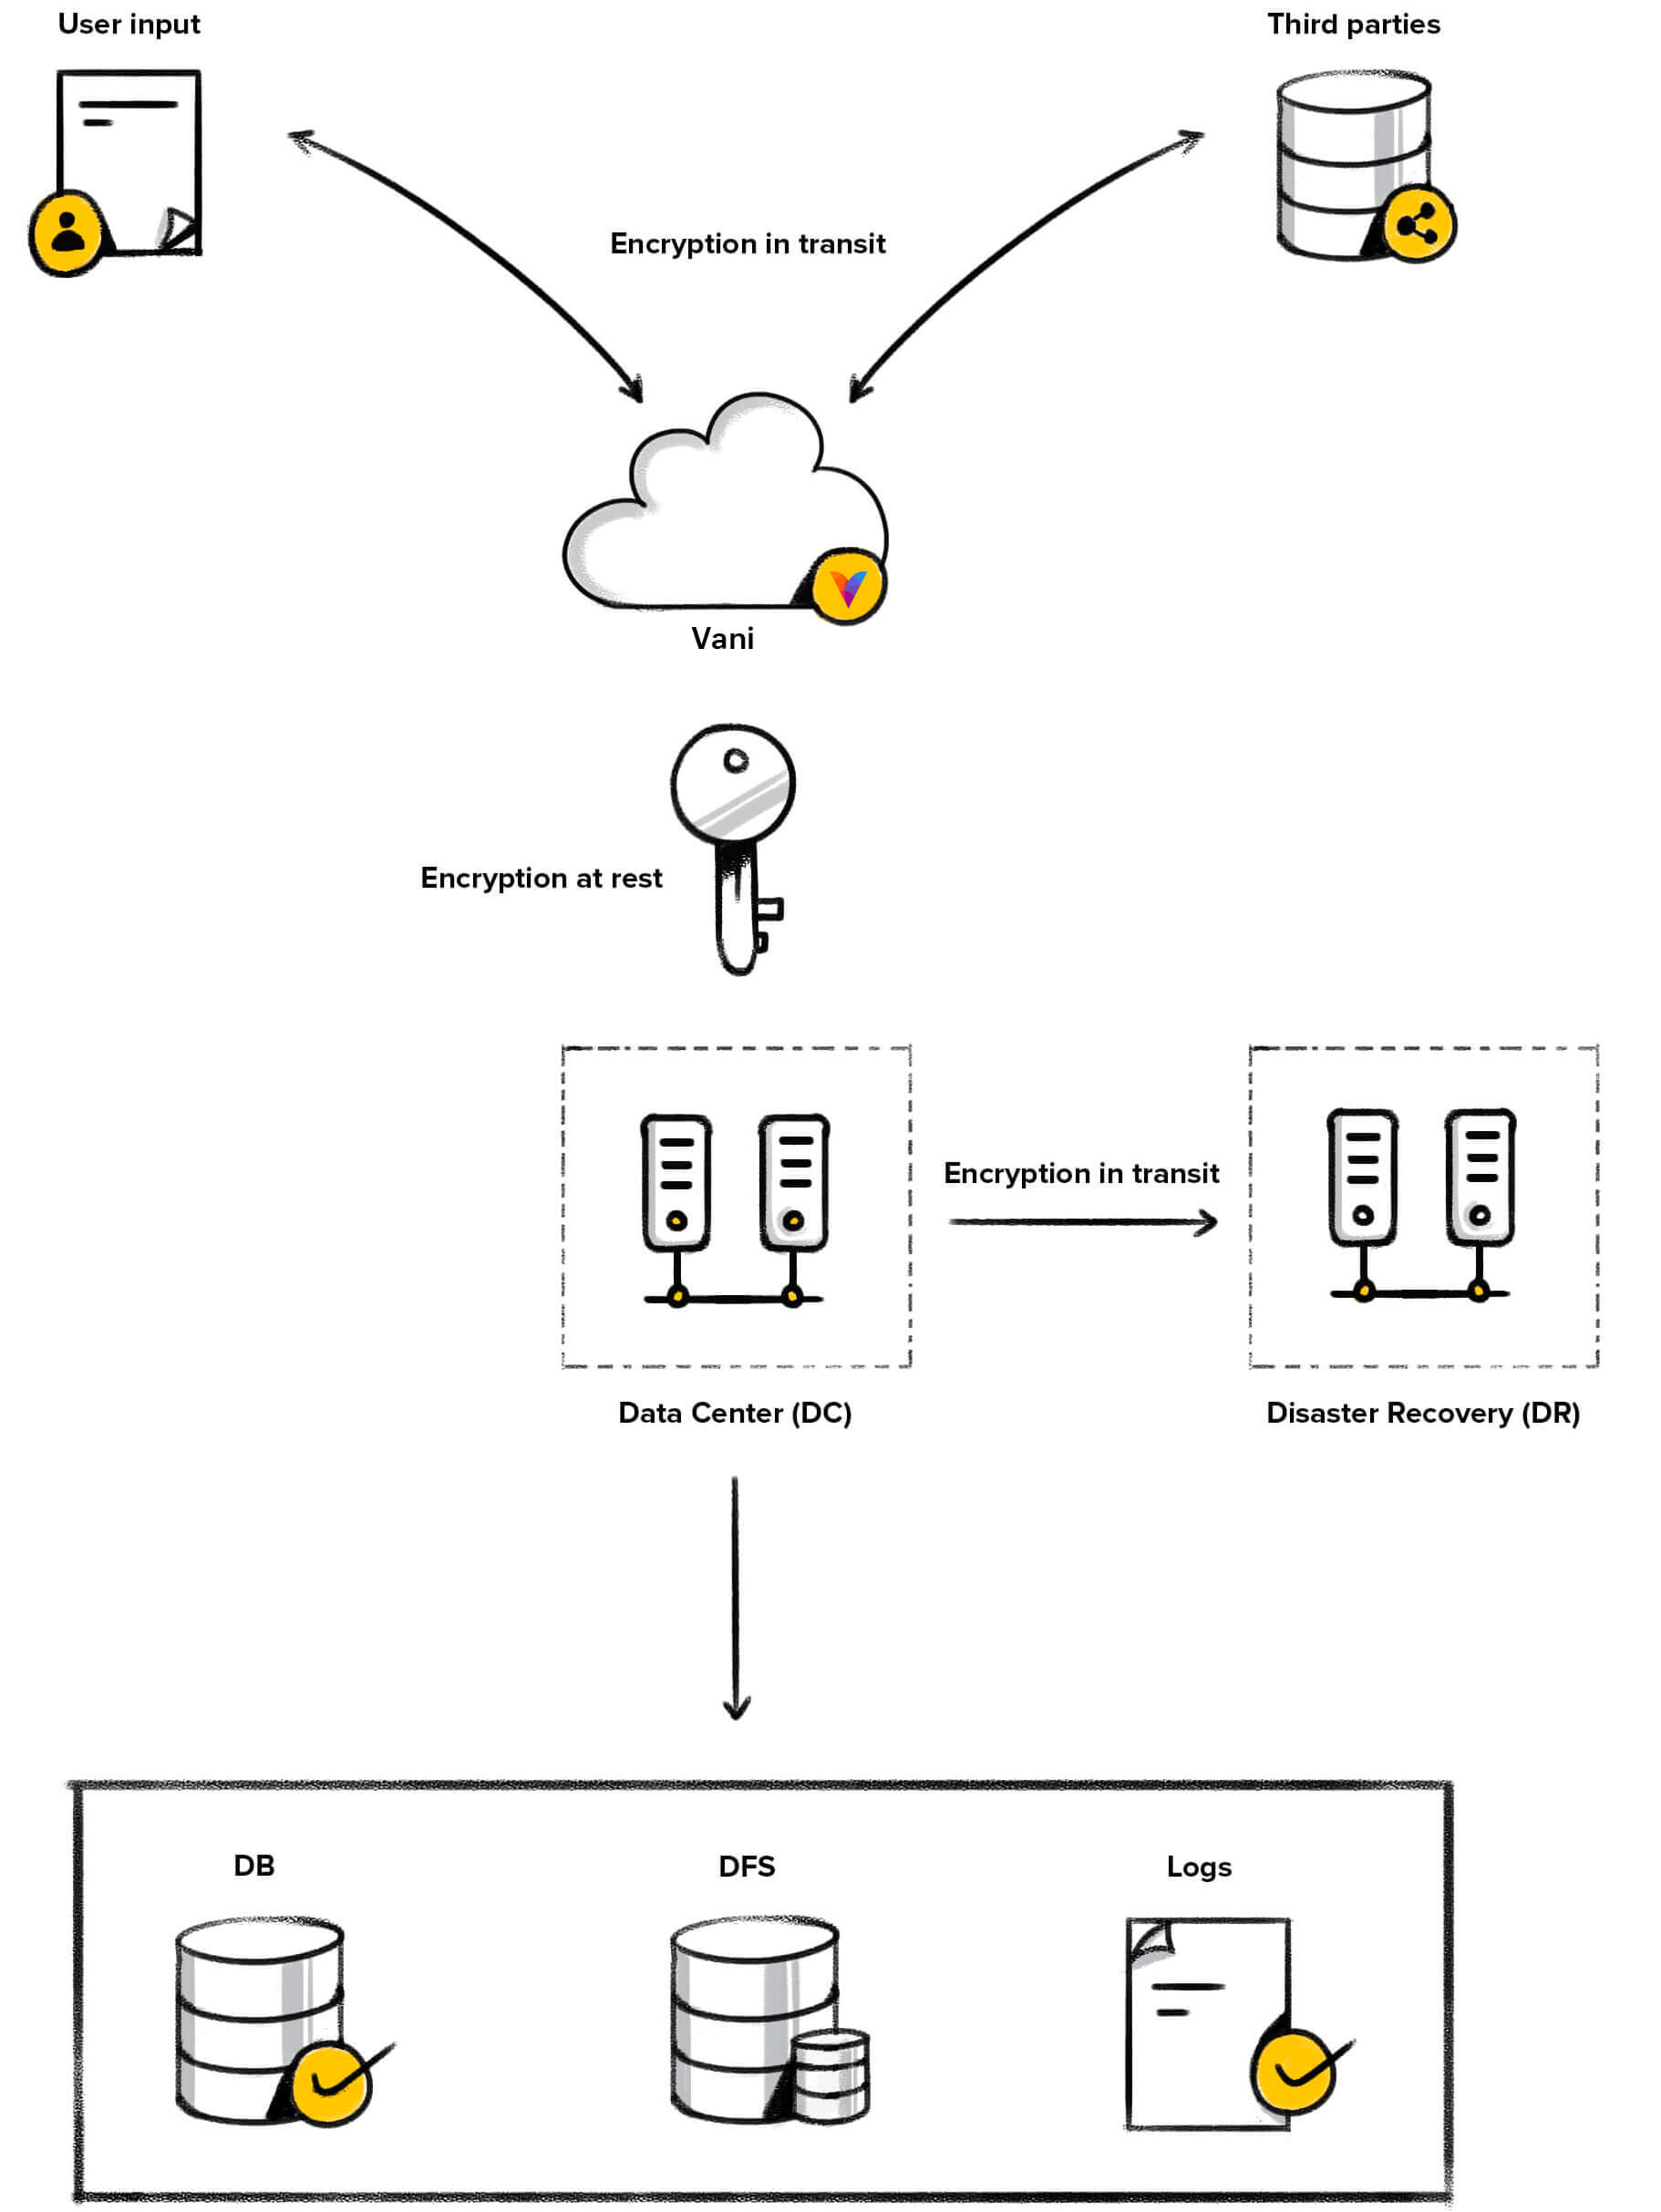 User input
Third parties
Encryption in transit
Vani
Encryption at rest
Encryption in transit
Data Center (DC)
Disaster Recovery (DR)
DB
DFS
Logs